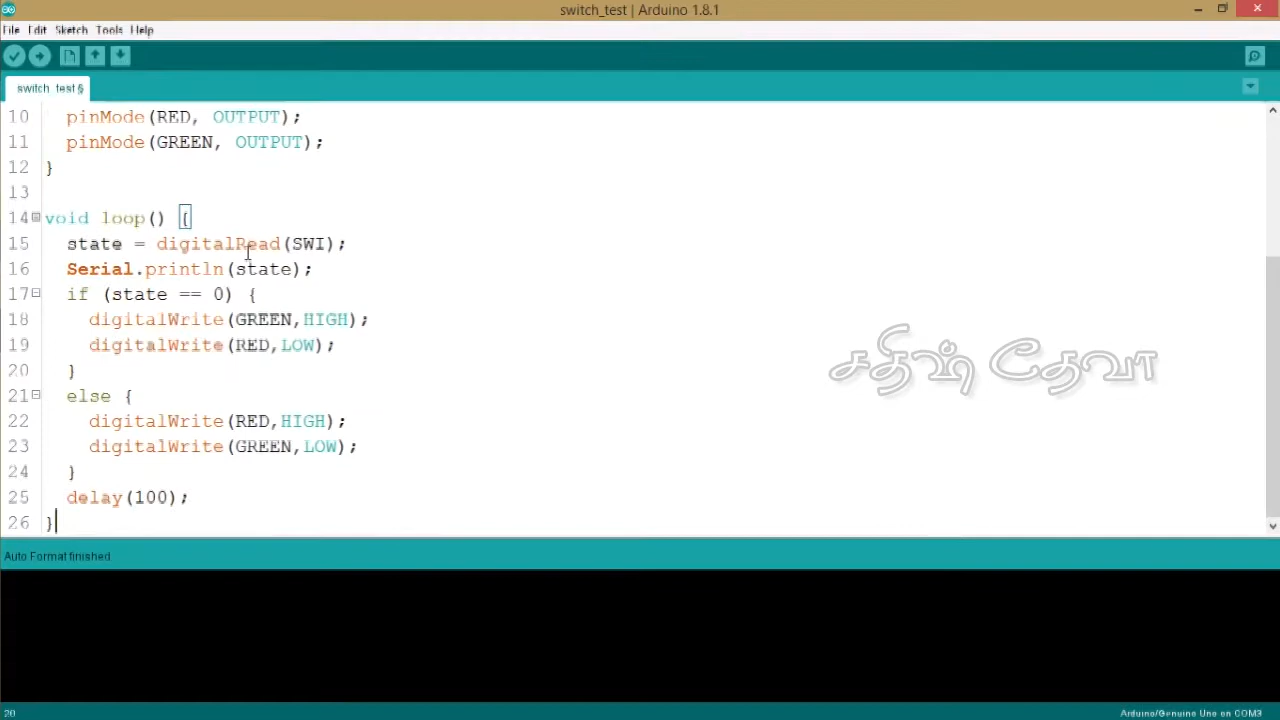 switch_test | Arduino 1.8.1
File Edit Sketch Tools Help
switch_test §
10 pinMode(RED, OUTPUT);
11 pinMode(GREEN, OUTPUT);
12 }
13
14 void loop() {
15 state = digitalRead(SWI);
16 Serial.println(state);
17 if (state == 0) {
18 digitalWrite(GREEN,HIGH);
19 digitalWrite(RED,LOW);
20 }
21 else {
22 digitalWrite(RED,HIGH);
23 digitalWrite(GREEN,LOW);
24 }
25 delay(100);
26 }
சதிஷ் தேவா
Auto Format finished
20 Arduino/Genuino Uno on COM3